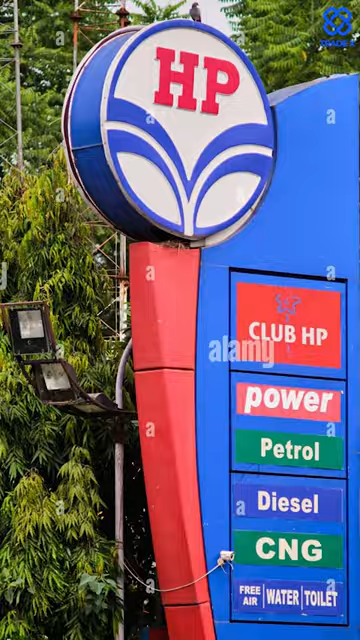 HP
CLUB HP
alamy
power
Petrol
Diesel
CNG
FREE AIR WATER TOILET
a
a
a
a
a